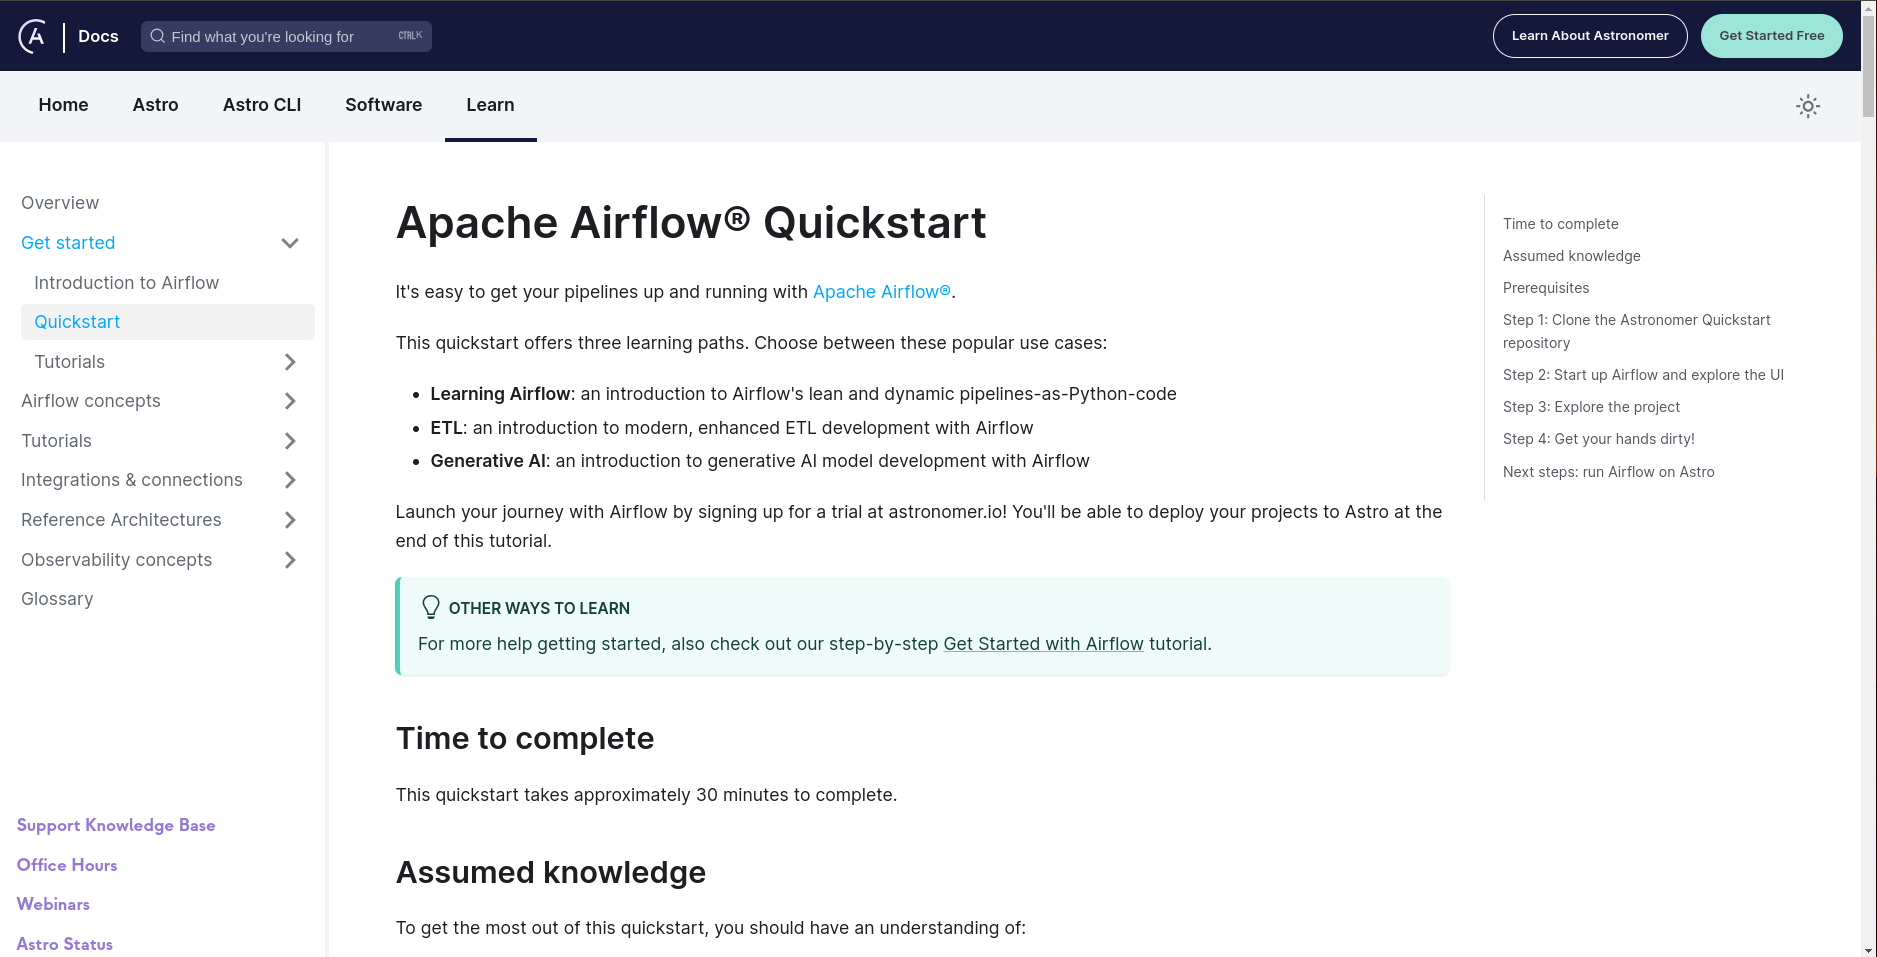 Docs
Find what you're looking for
CTRL K
Learn About Astronomer
Get Started Free
Home
Astro
Astro CLI
Software
Learn
Overview
Get started
Introduction to Airflow
Quickstart
Tutorials
Airflow concepts
Tutorials
Integrations & connections
Reference Architectures
Observability concepts
Glossary
Support Knowledge Base
Office Hours
Webinars
Astro Status
Apache Airflow® Quickstart
It's easy to get your pipelines up and running with Apache Airflow®.
This quickstart offers three learning paths. Choose between these popular use cases:
• Learning Airflow: an introduction to Airflow's lean and dynamic pipelines-as-Python-code
• ETL: an introduction to modern, enhanced ETL development with Airflow
• Generative AI: an introduction to generative AI model development with Airflow
Launch your journey with Airflow by signing up for a trial at astronomer.io! You'll be able to deploy your projects to Astro at the
end of this tutorial.
OTHER WAYS TO LEARN
For more help getting started, also check out our step-by-step Get Started with Airflow tutorial.
Time to complete
This quickstart takes approximately 30 minutes to complete.
Assumed knowledge
To get the most out of this quickstart, you should have an understanding of:
Time to complete
Assumed knowledge
Prerequisites
Step 1: Clone the Astronomer Quickstart
repository
Step 2: Start up Airflow and explore the UI
Step 3: Explore the project
Step 4: Get your hands dirty!
Next steps: run Airflow on Astro